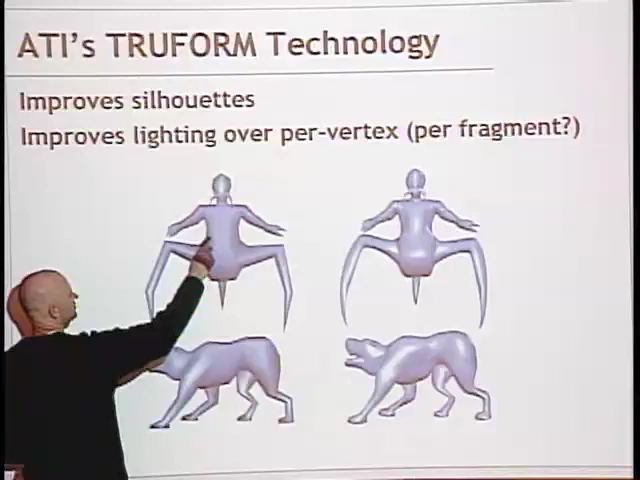 ATI's TRUFORM Technology
Improves silhouettes
Improves lighting over per-vertex (per fragment?)